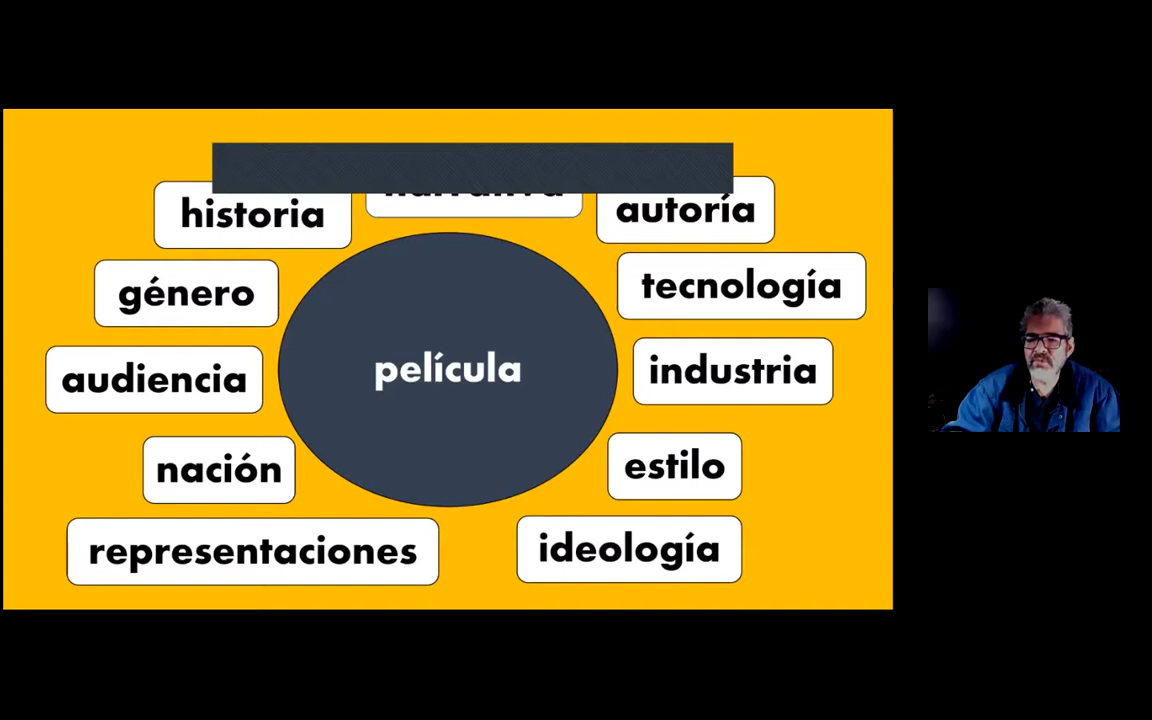 historia
autoría
género
tecnología
audiencia
película
industria
nación
estilo
representaciones
ideología